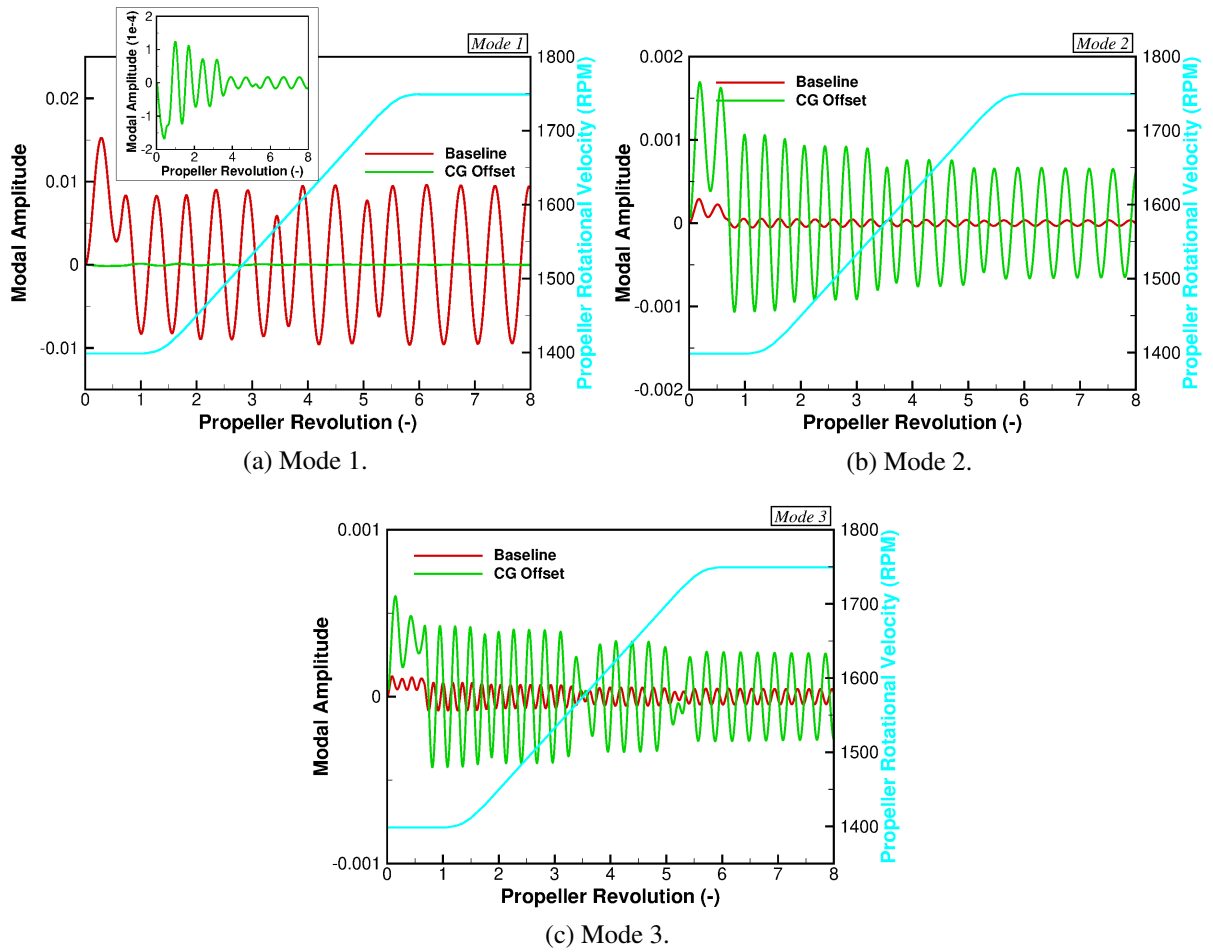 Mode 1
Modal Amplitude (1e-4)
2
1
0
-1
-2
0 2 4 6 8
Propeller Revolution (-)
Baseline
CG Offset
Modal Amplitude
0.02
0.01
0
-0.01
0 1 2 3 4 5 6 7 8
Propeller Revolution (-)
1800
1700
1600
1500
1400
Propeller Rotational Velocity (RPM)
(a) Mode 1.
Mode 2
Baseline
CG Offset
Modal Amplitude
0.002
0.001
0
-0.001
-0.002
0 1 2 3 4 5 6 7 8
Propeller Revolution (-)
1800
1700
1600
1500
1400
Propeller Rotational Velocity (RPM)
(b) Mode 2.
Mode 3
Baseline
CG Offset
Modal Amplitude
0.001
0
-0.001
0 1 2 3 4 5 6 7 8
Propeller Revolution (-)
1800
1700
1600
1500
1400
Propeller Rotational Velocity (RPM)
(c) Mode 3.